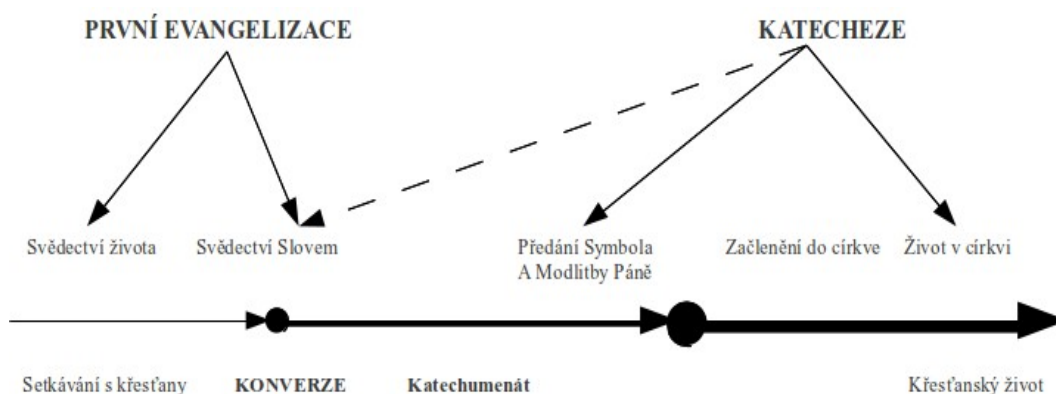 PRVNÍ EVANGELIZACE
KATECHEZE
Svědectví života
Svědectví Slovem
Předání Symbola
A Modlitby Páně
Začlenění do církve
Život v církvi
Setkávání s křesťany
KONVERZE
Katechumenát
Křesťanský život